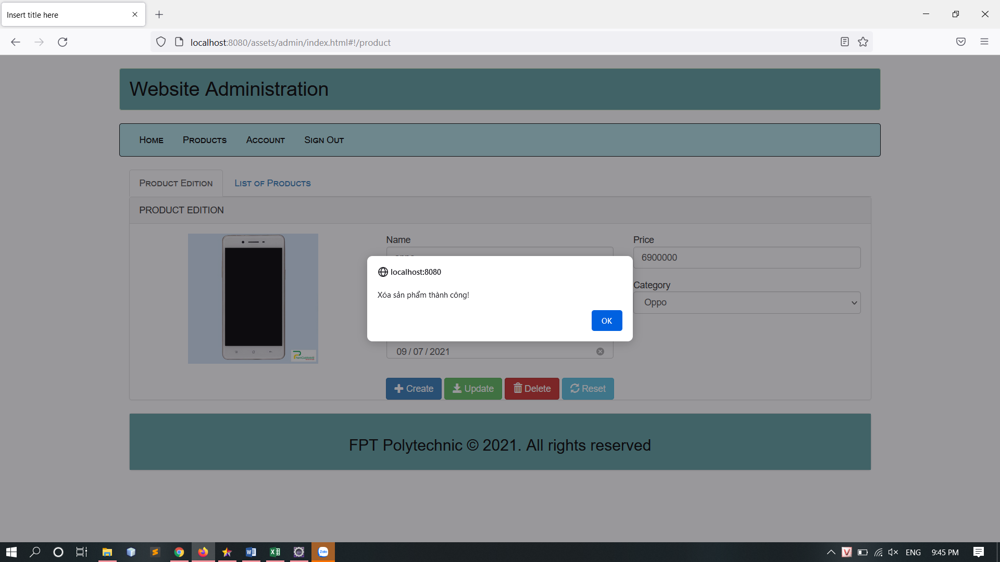 Insert title here
localhost:8080/assets/admin/index.html#!/product
Website Administration
Home Products Account Sign Out
Product Edition List of Products
PRODUCT EDITION
Name Price
6900000
localhost:8080
Xóa sản phẩm thành công!
OK
Category
Oppo
09 / 07 / 2021
Create Update Delete Reset
FPT Polytechnic © 2021. All rights reserved
Zalo
ENG 9:45 PM